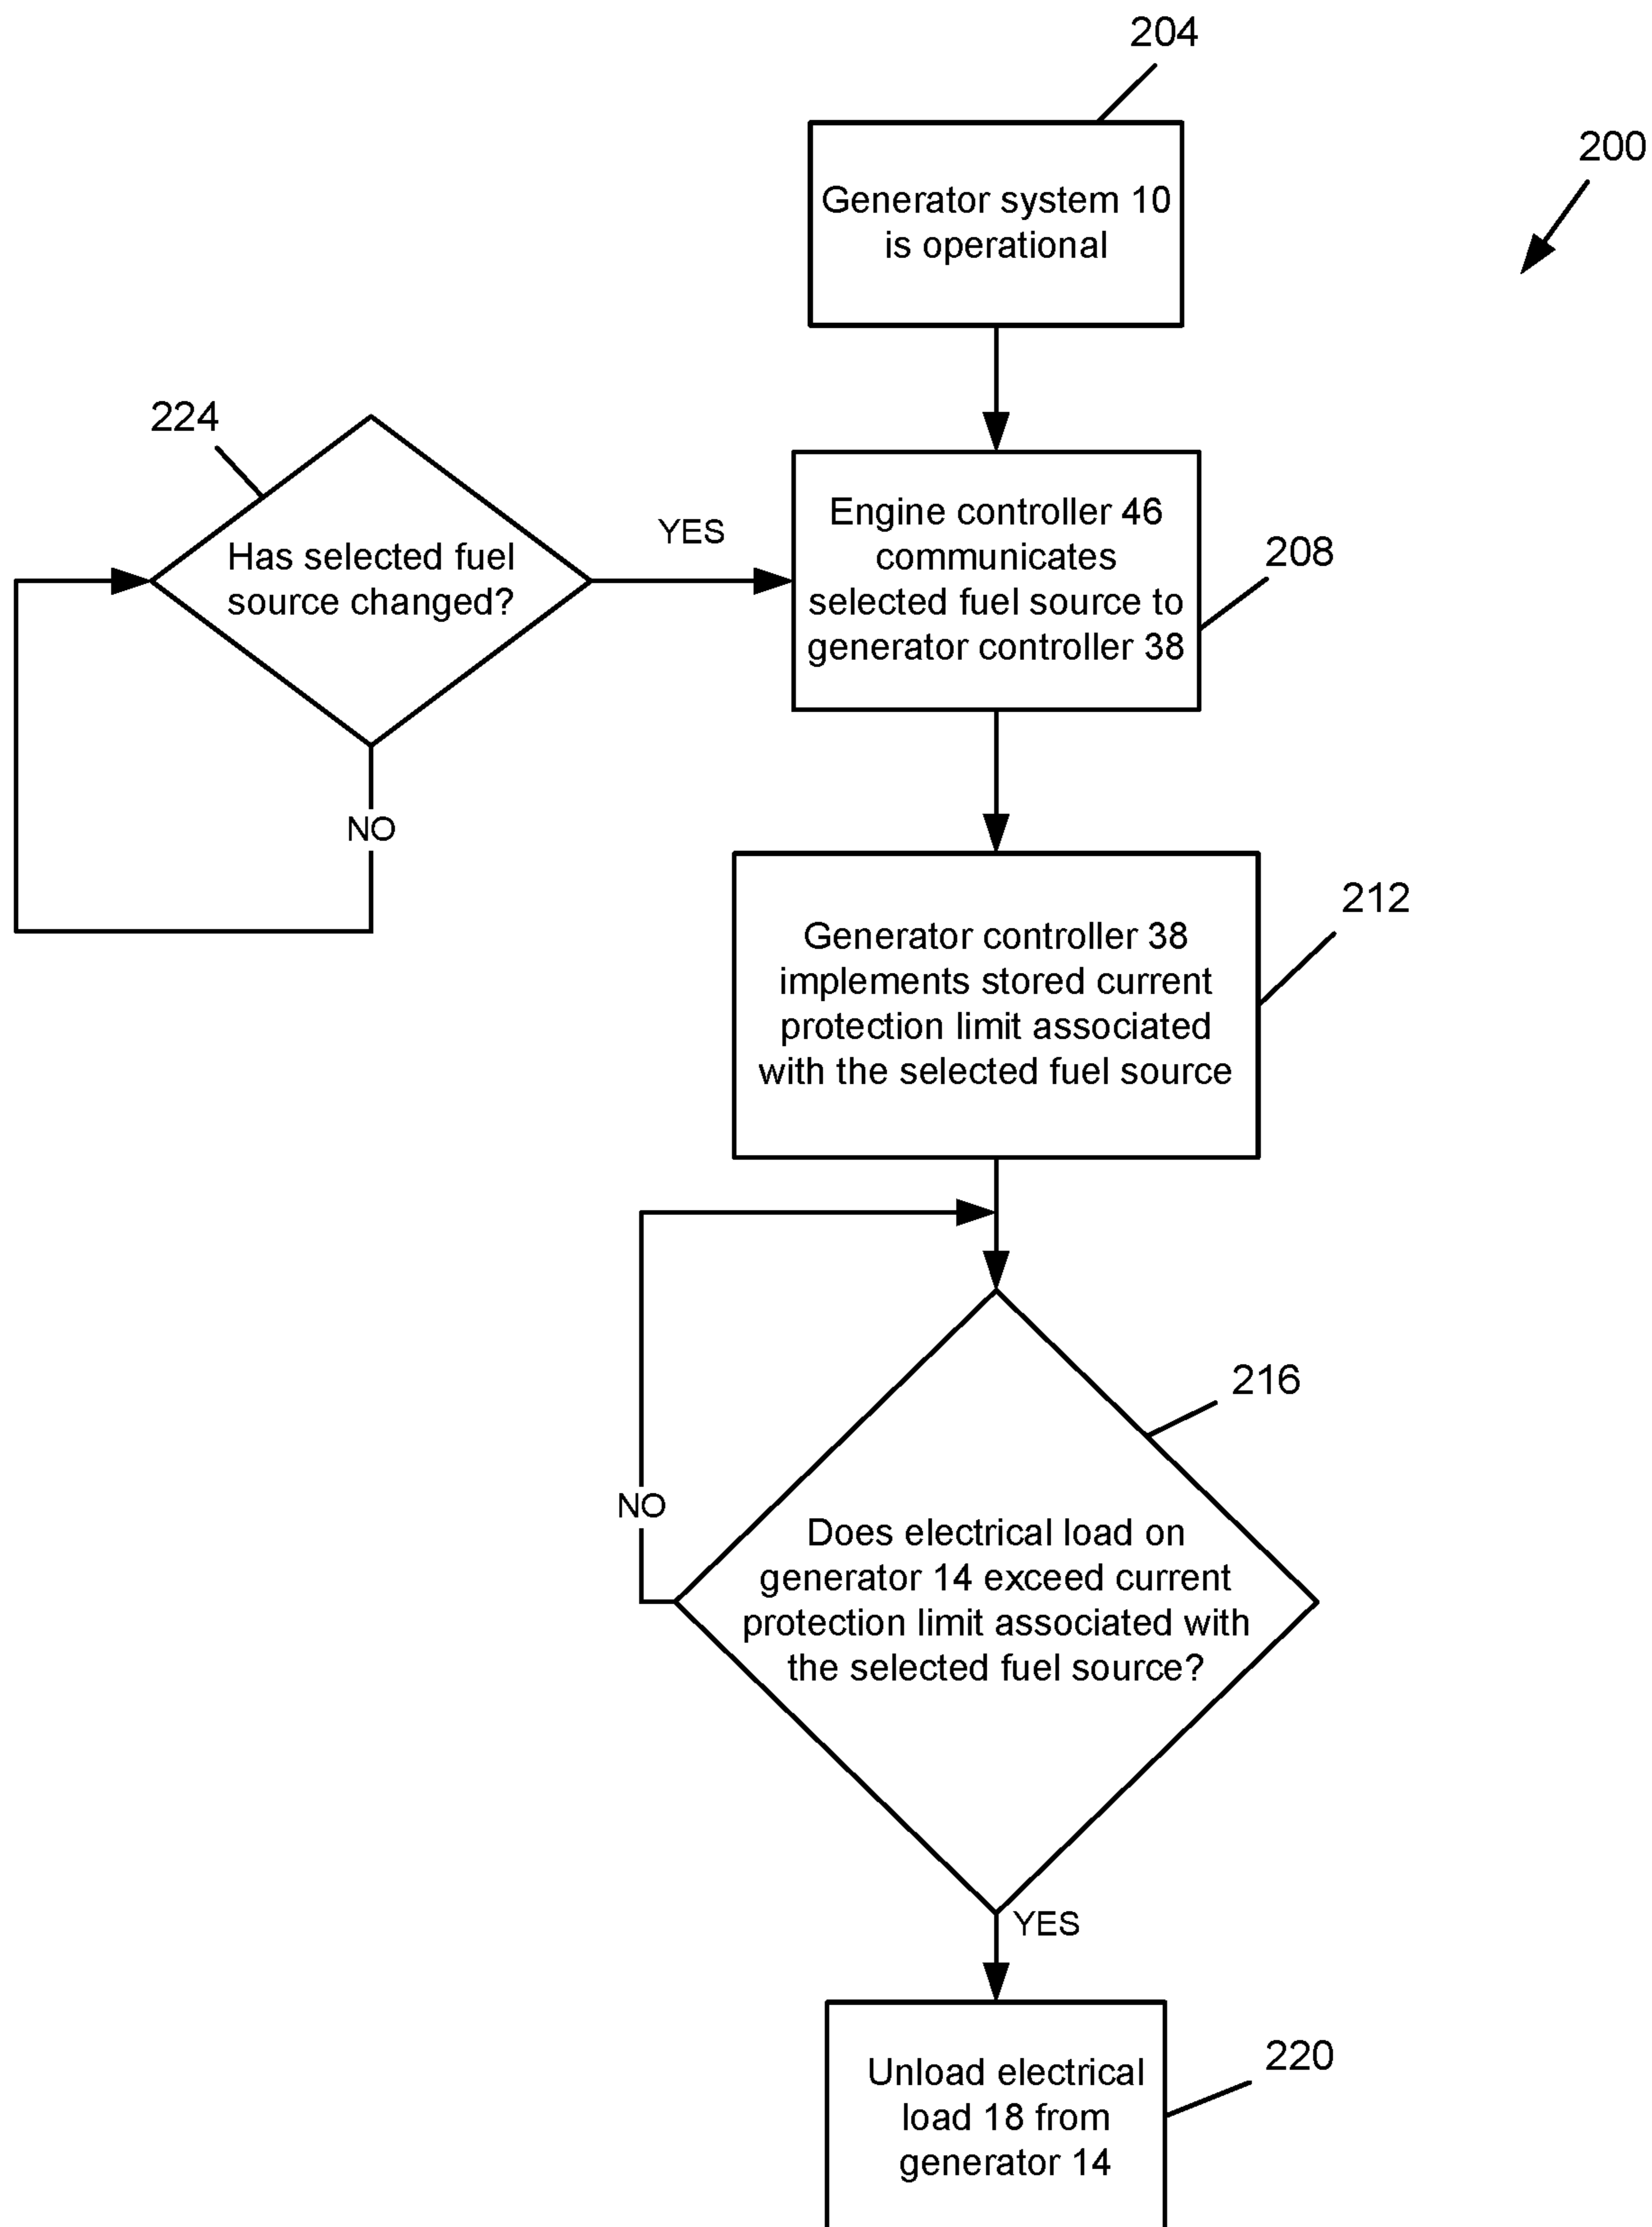 204
200
Generator system 10
is operational
224
Has selected fuel
source changed?
YES
NO
Engine controller 46
communicates
selected fuel source to
generator controller 38
208
Generator controller 38
implements stored current
protection limit associated
with the selected fuel source
212
216
NO
Does electrical load on
generator 14 exceed current
protection limit associated with
the selected fuel source?
YES
Unload electrical
load 18 from
generator 14
220